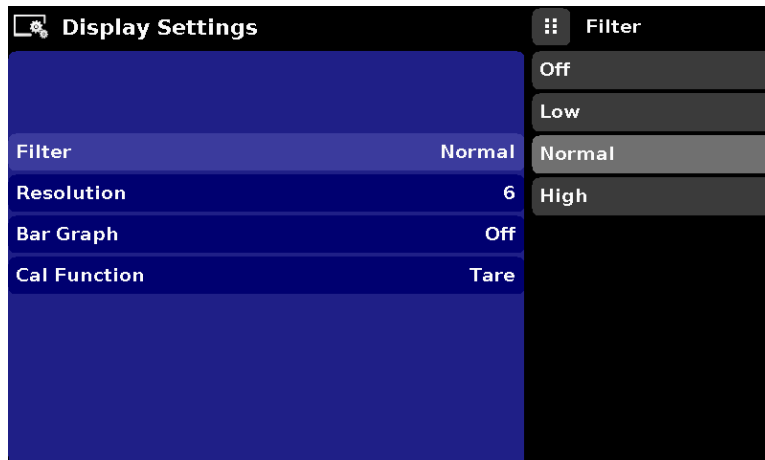 Display Settings
Filter Normal
Resolution 6
Bar Graph Off
Cal Function Tare
Filter
Off
Low
Normal
High